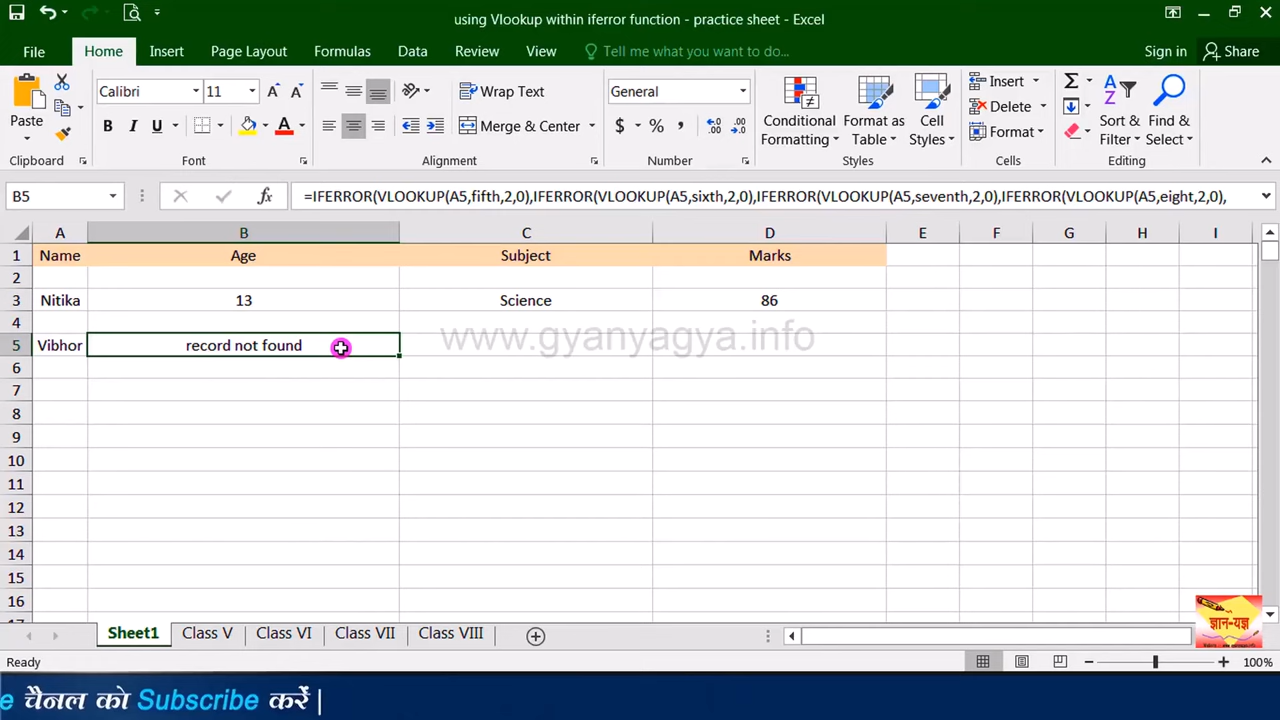 using Vlookup within iferror function - practice sheet - Excel
File Home Insert Page Layout Formulas Data Review View Tell me what you want to do... Sign in Share
Calibri 11 Wrap Text General Insert Σ
Paste B I U Merge & Center $ % , Conditional Formatting Format as Table Cell Styles Delete Format Sort & Filter Find & Select
Clipboard Font Alignment Number Styles Cells Editing
B5 fx =IFERROR(VLOOKUP(A5,fifth,2,0),IFERROR(VLOOKUP(A5,sixth,2,0),IFERROR(VLOOKUP(A5,seventh,2,0),IFERROR(VLOOKUP(A5,eight,2,0),
A B C D E F G H I
1 Name Age Subject Marks
2
3 Nitika 13 Science 86
4
www.gyanyagya.info
5 Vibhor record not found
6
7
8
9
10
11
12
13
14
15
16
ज्ञान-यज्ञ
Sheet1 Class V Class VI Class VII Class VIII
Ready 100%
e चैनल को Subscribe करें |